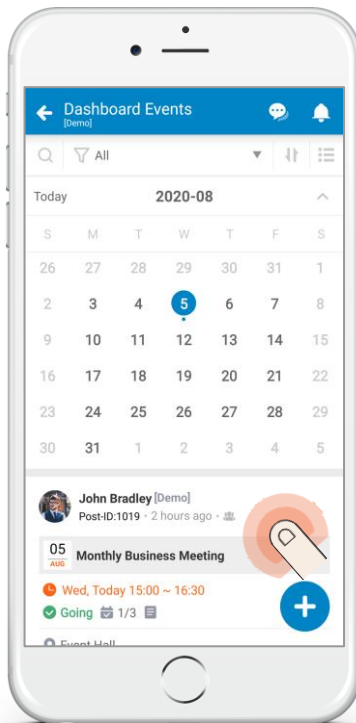 Dashboard Events
[Demo]
All
Today 2020-08
S M T W T F S
26 27 28 29 30 31 1
2 3 4 5 6 7 8
9 10 11 12 13 14 15
16 17 18 19 20 21 22
23 24 25 26 27 28 29
30 31 1 2 3 4 5
John Bradley [Demo]
Post-ID:1019 · 2 hours ago ·
05 AUG Monthly Business Meeting
Wed, Today 15:00 ~ 16:30
Going 1/3
Event Hall